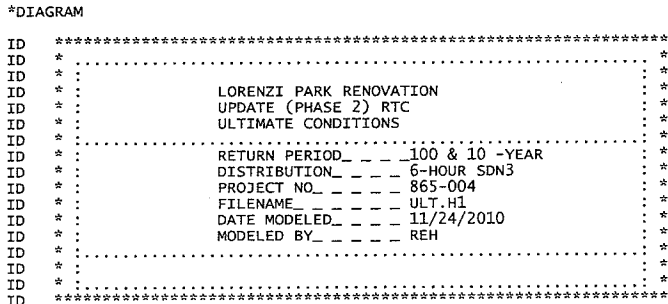 *DIAGRAM
ID ***************************************************************
ID * ........................................................... *
ID * : LORENZI PARK RENOVATION : *
ID * : UPDATE (PHASE 2) RTC : *
ID * : ULTIMATE CONDITIONS : *
ID * :...........................................................: *
ID * : RETURN PERIOD_ _ _ _100 & 10 -YEAR : *
ID * : DISTRIBUTION_ _ _ _ 6-HOUR SDN3 : *
ID * : PROJECT NO_ _ _ _ _ 865-004 : *
ID * : FILENAME_ _ _ _ _ _ ULT.H1 : *
ID * : DATE MODELED_ _ _ _ 11/24/2010 : *
ID * : MODELED BY_ _ _ _ _ REH : *
ID * :...........................................................: *
ID * : : *
ID * :...........................................................: *
ID ***************************************************************